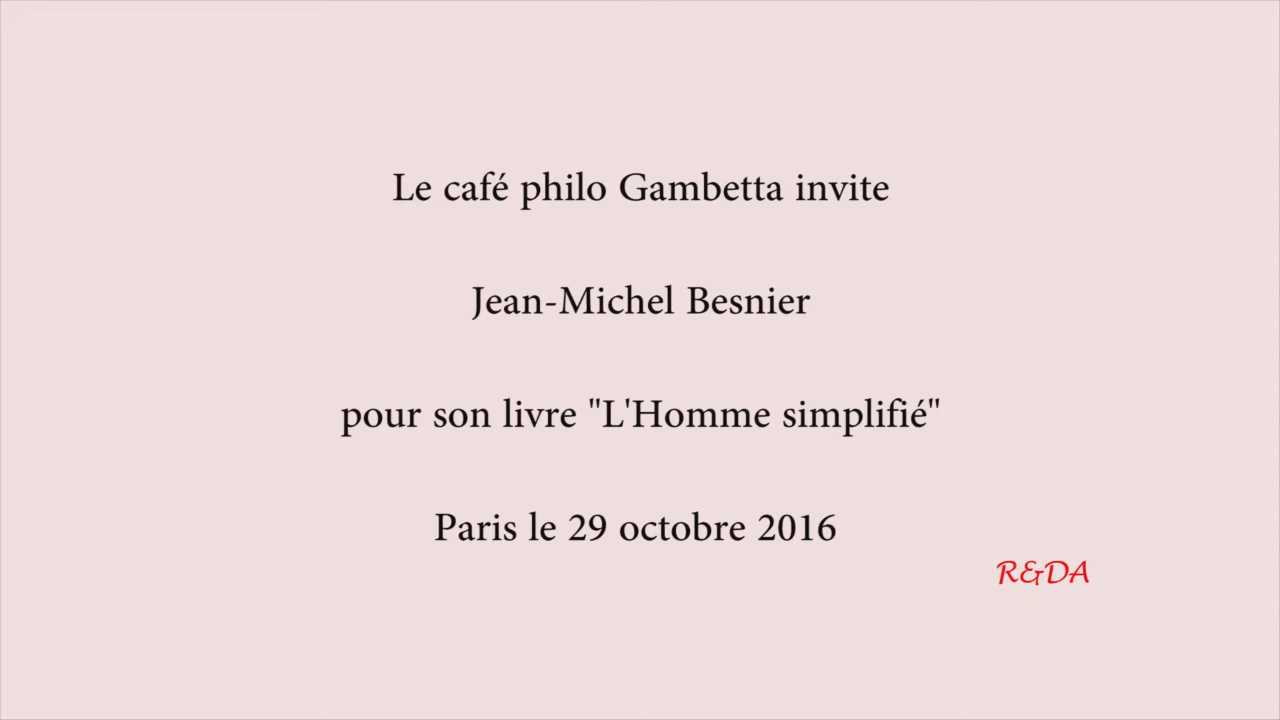 Le café philo Gambetta invite
Jean-Michel Besnier
pour son livre "L'Homme simplifié"
Paris le 29 octobre 2016
R&DA